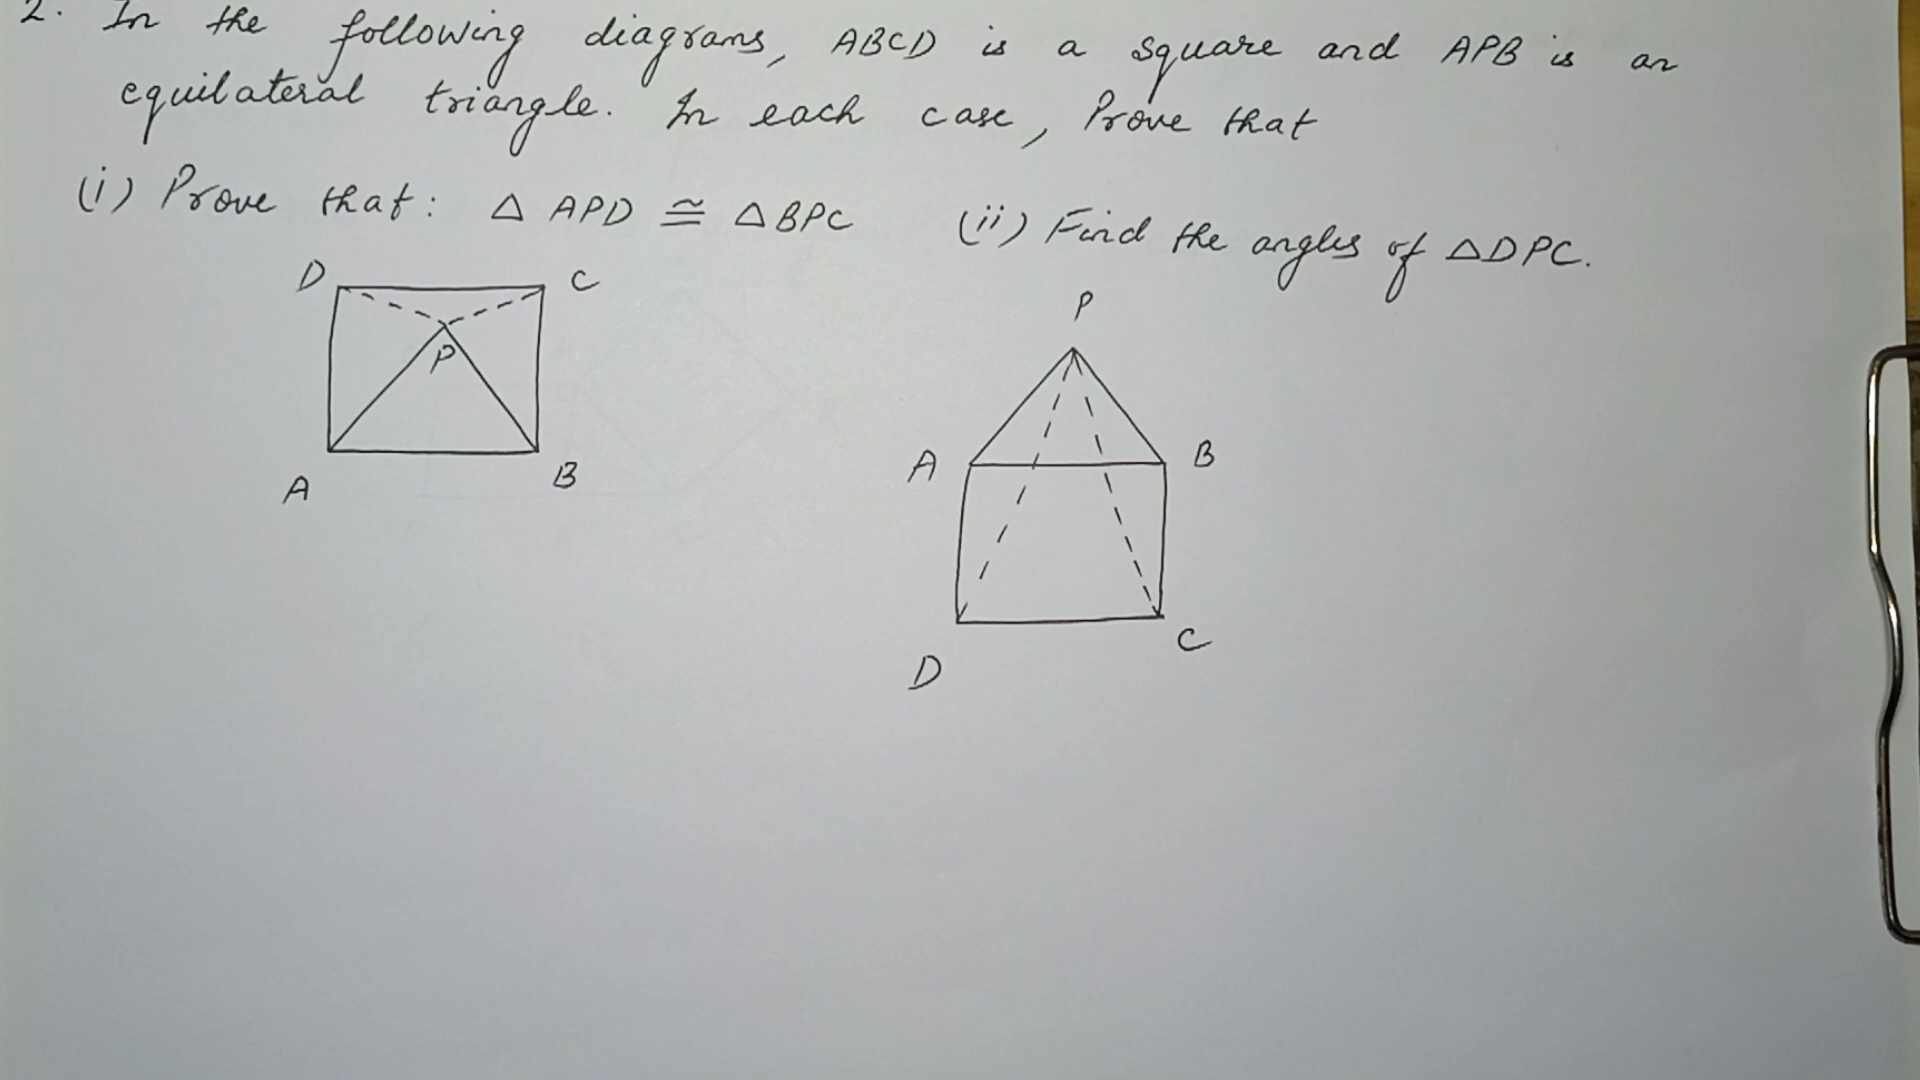 2. In the following diagrams, ABCD is a square and APB is an
equilateral triangle. In each case, Prove that
(i) Prove that: △ APD ≅ △BPC (ii) Find the angles of △DPC.
D C
P
A B
P
A B
D C